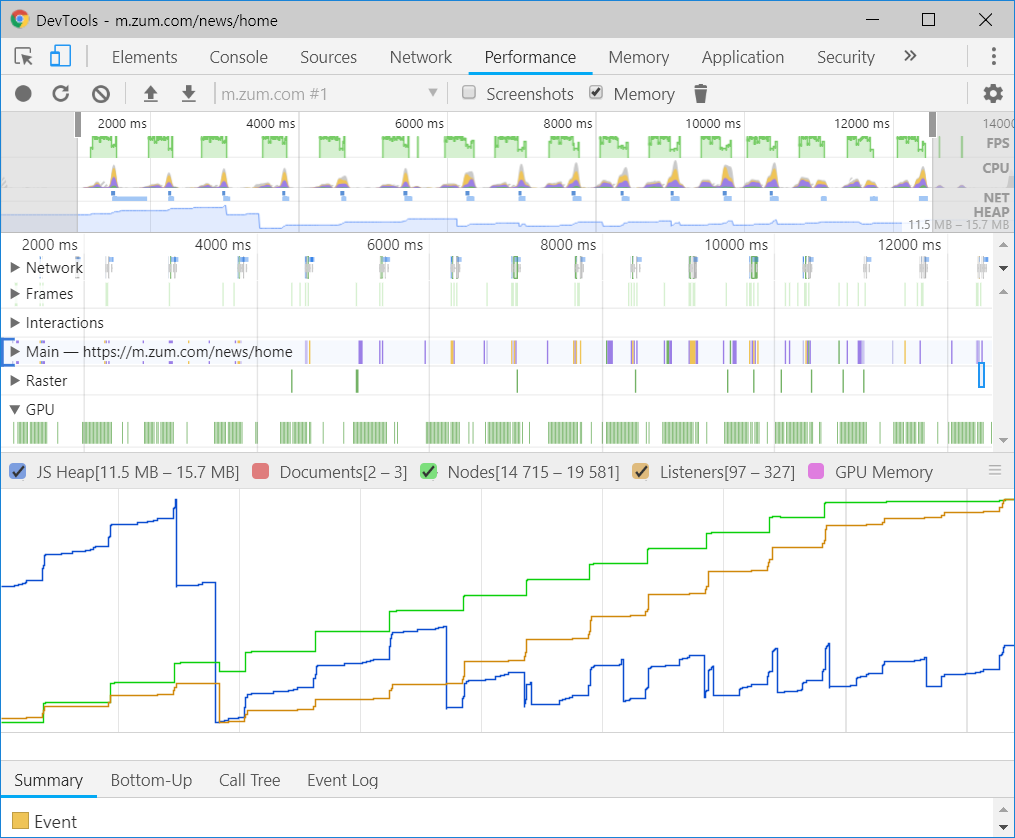 DevTools - m.zum.com/news/home
Elements Console Sources Network Performance Memory Application Security »
m.zum.com #1 Screenshots Memory
2000 ms 4000 ms 6000 ms 8000 ms 10000 ms 12000 ms 14000
FPS
CPU
NET
HEAP
11.5 MB – 15.7 MB
2000 ms 4000 ms 6000 ms 8000 ms 10000 ms 12000 ms
Network
Frames
Interactions
Main — https://m.zum.com/news/home
Raster
GPU
JS Heap[11.5 MB – 15.7 MB] Documents[2 – 3] Nodes[14 715 – 19 581] Listeners[97 – 327] GPU Memory
Summary Bottom-Up Call Tree Event Log
Event